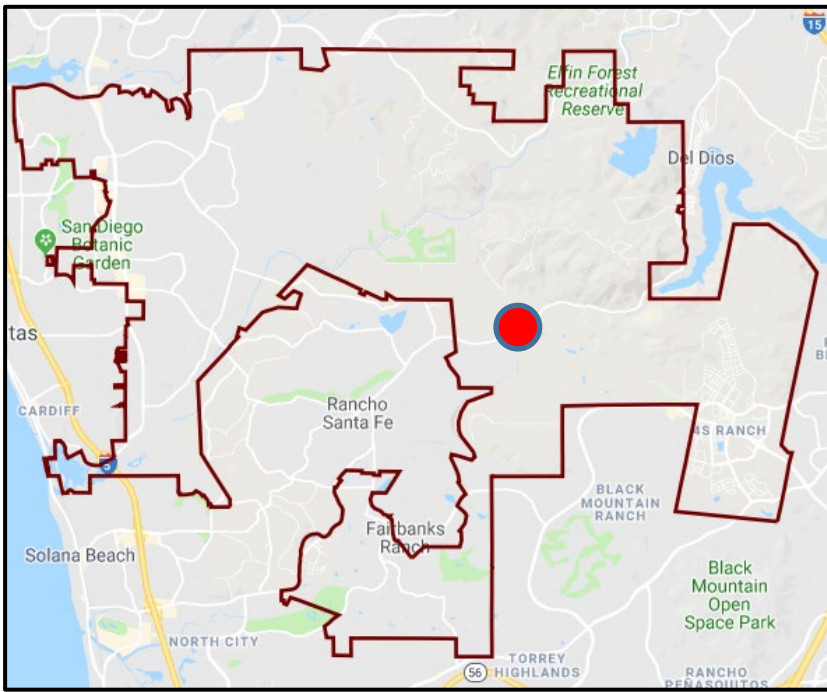 15
Elfin Forest
Recreational
Reserve
Del Dios
San Diego
Botanic
Garden
tas
CARDIFF
Rancho
Santa Fe
4S RANCH
5
BLACK
MOUNTAIN
RANCH
Fairbanks
Ranch
Solana Beach
Black
Mountain
Open
Space Park
NORTH CITY
TORREY
HIGHLANDS
56
RANCHO
PEÑASQUITOS